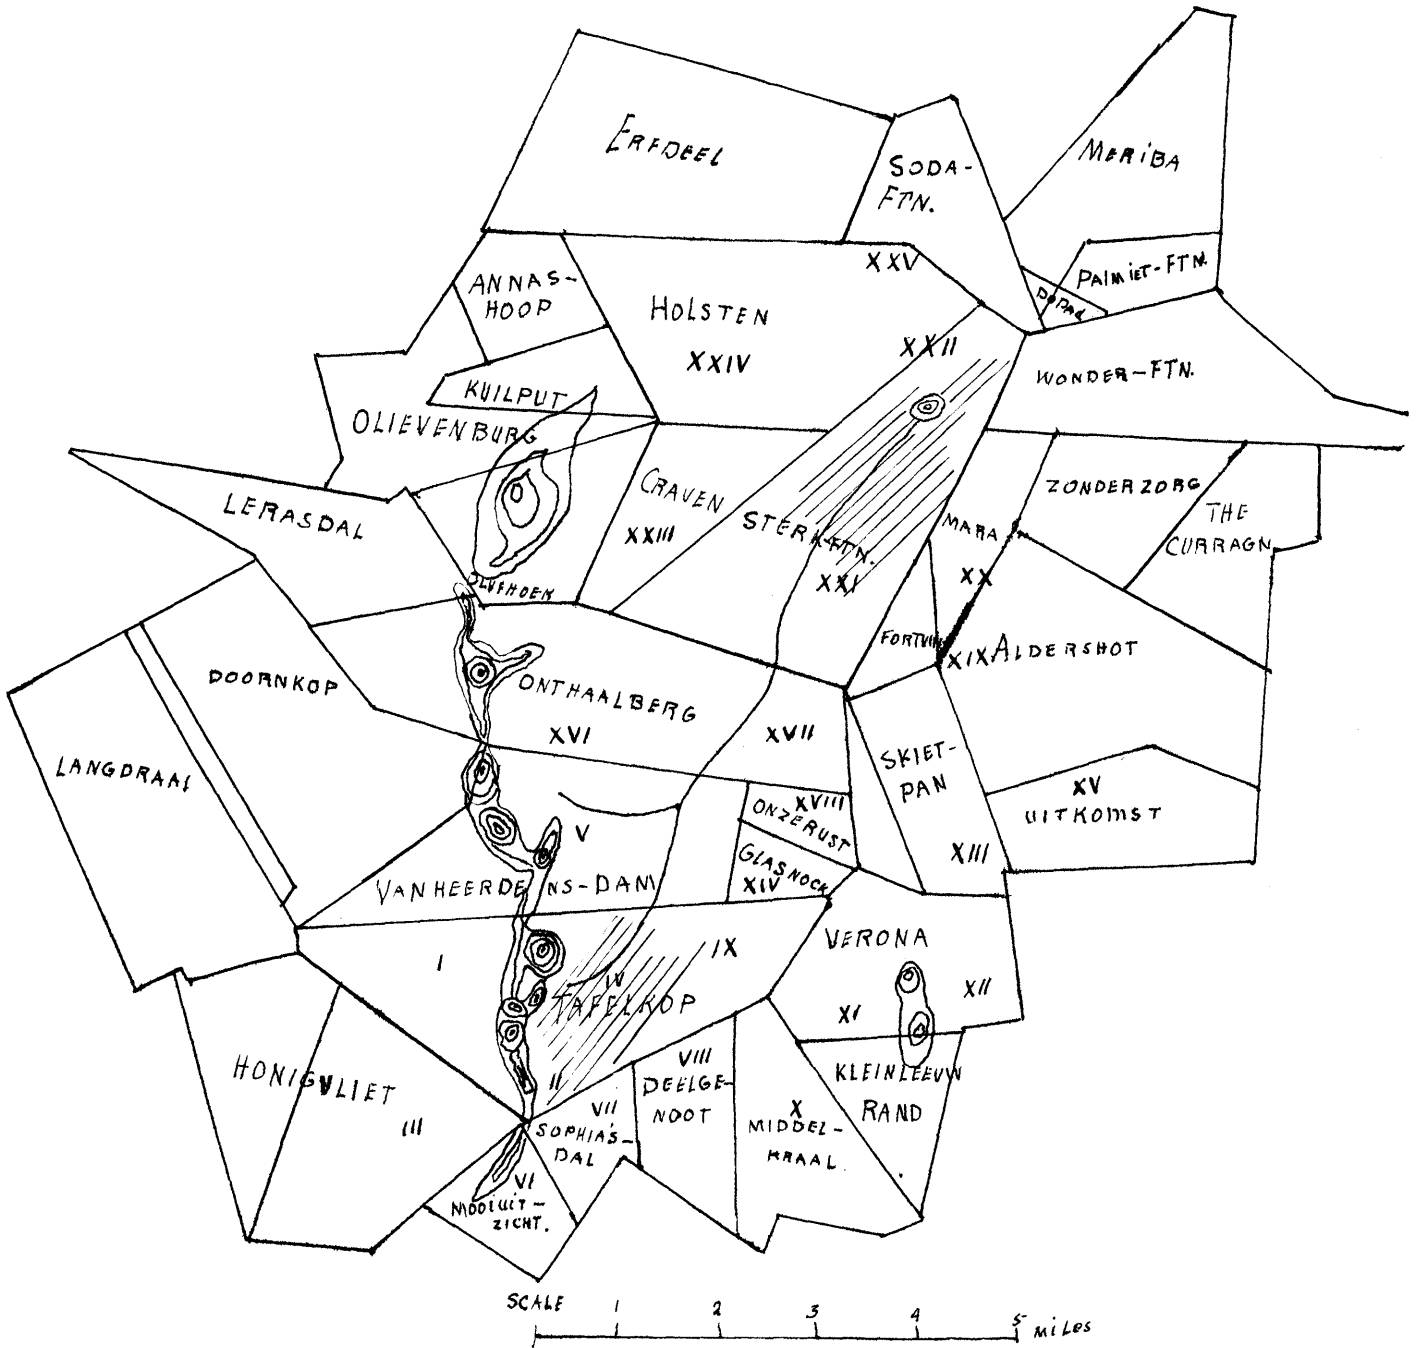 ERFDEEL
SODA-
FTN.
MERIBA
PALMIET-FTN.
XXV
ANNAS-
HOOP
HOLSTEN
XXIV
XXII
WONDER-FTN.
KUILPUT
OLIEVENBURG
LERASDAL
CRAVEN
XXIII
STERK-FTN.
XXI
MARA
XX
ZONDERZORG
THE
CURRAGN
FORTUIN
XIX
ALDERSHOT
DOORNKOP
ONTHAALBERG
XVI
XVII
LANGDRAAI
SKIET-
PAN
XIII
XV
UITKOMST
XVIII
ONZERUST
GLASNOCK
XIV
V
VANHEERDENS-DAM
I
IX
IV
TAFELKOP
II
VERONA
XI
XII
HONIGVLIET
III
VIII
DEELGE-
NOOT
KLEINLEEUW
RAND
X
MIDDEL-
KRAAL
VII
SOPHIA'S-
DAL
VI
MOOIUIT-
ZICHT.
SCALE 1 2 3 4 5 MILES